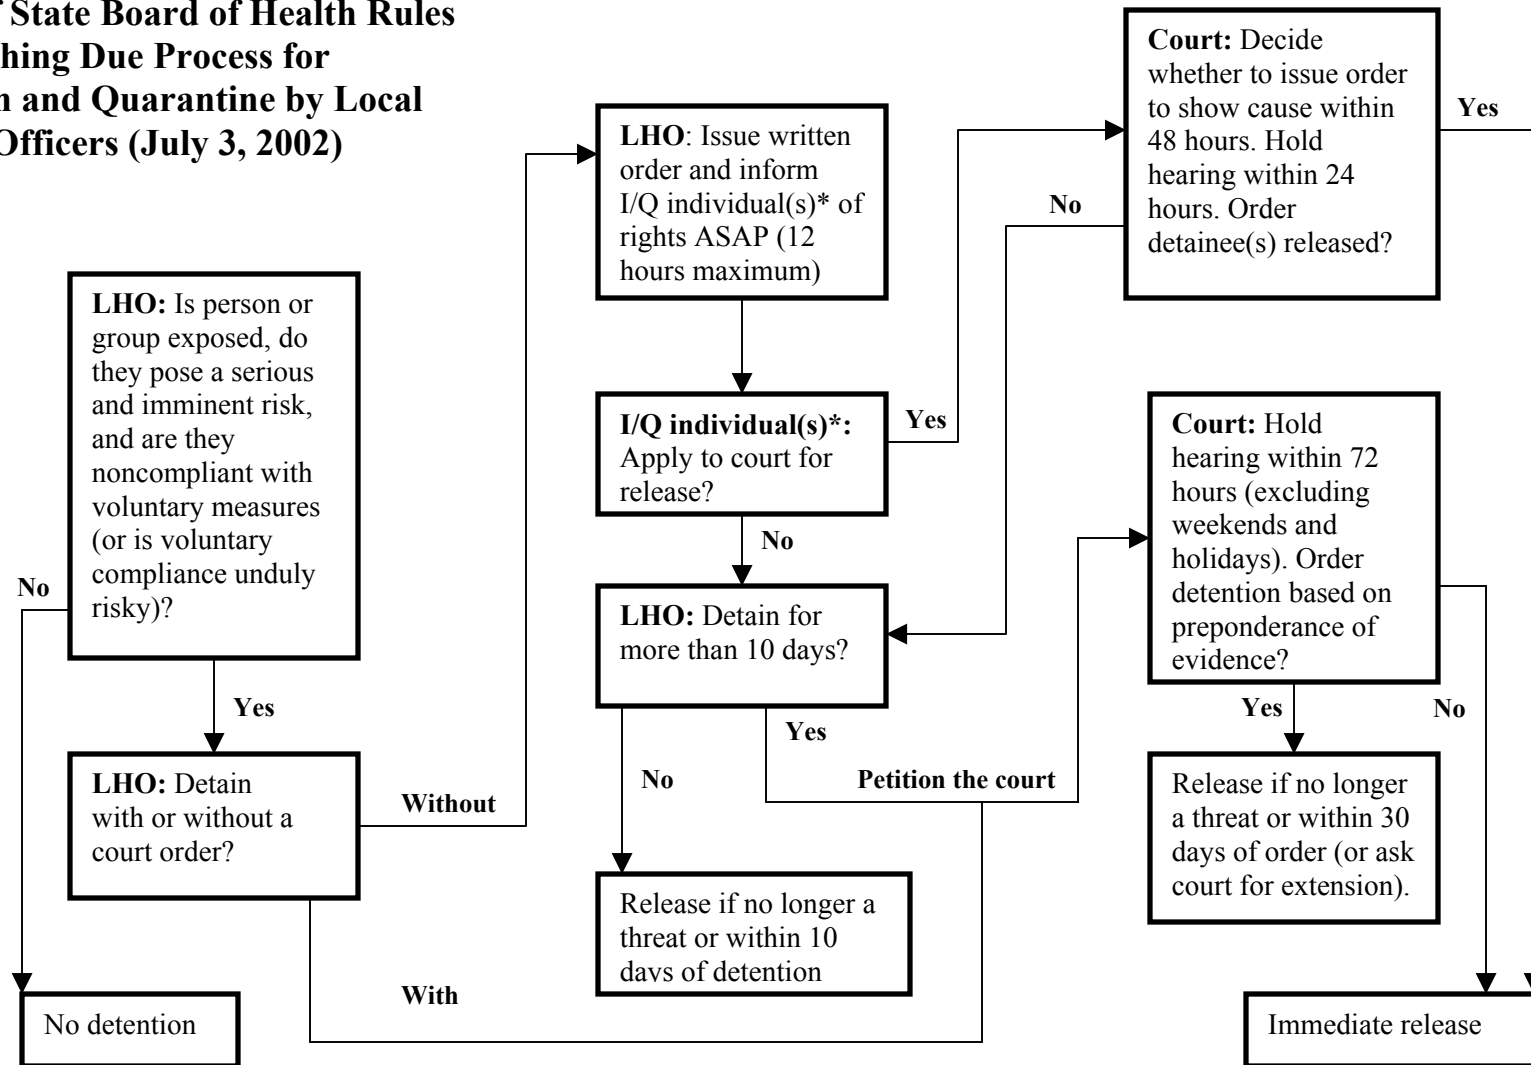 State Board of Health Rules
hing Due Process for
and Quarantine by Local
Officers (July 3, 2002)
LHO: Is person or
group exposed, do
they pose a serious
and imminent risk,
and are they
noncompliant with
voluntary measures
(or is voluntary
compliance unduly
risky)?
No
Yes
LHO: Detain
with or without a
court order?
Without
With
No detention
LHO: Issue written
order and inform
I/Q individual(s)* of
rights ASAP (12
hours maximum)
I/Q individual(s)*:
Apply to court for
release?
Yes
No
LHO: Detain for
more than 10 days?
No
Yes
Petition the court
Release if no longer a
threat or within 10
days of detention
Court: Decide
whether to issue order
to show cause within
48 hours. Hold
hearing within 24
hours. Order
detainee(s) released?
Yes
No
Court: Hold
hearing within 72
hours (excluding
weekends and
holidays). Order
detention based on
preponderance of
evidence?
Yes
No
Release if no longer
a threat or within 30
days of order (or ask
court for extension).
Immediate release